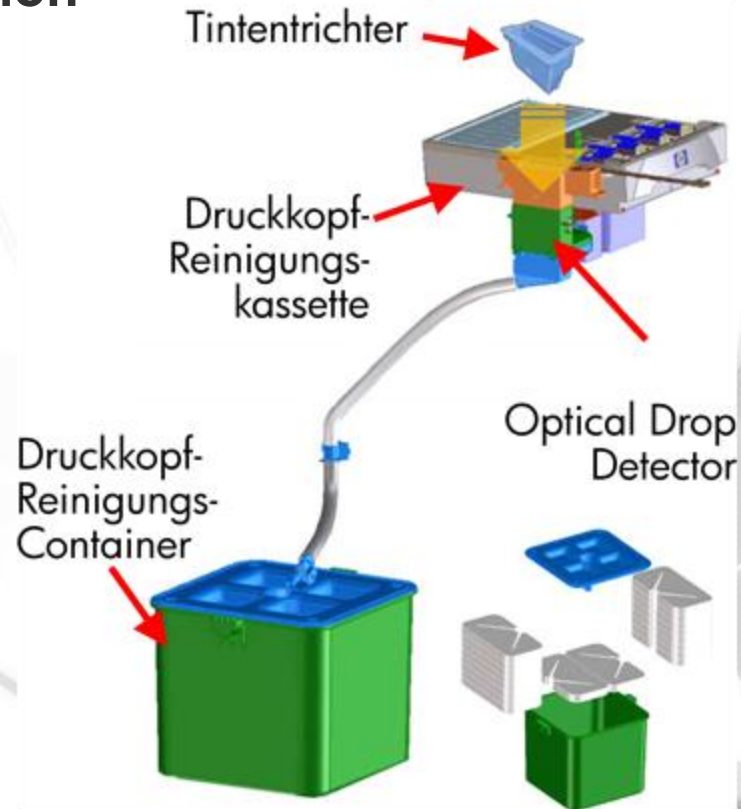 Tintentrichter
Druckkopf-
Reinigungs-
kassette
Optical Drop
Detector
Druckkopf-
Reinigungs-
Container